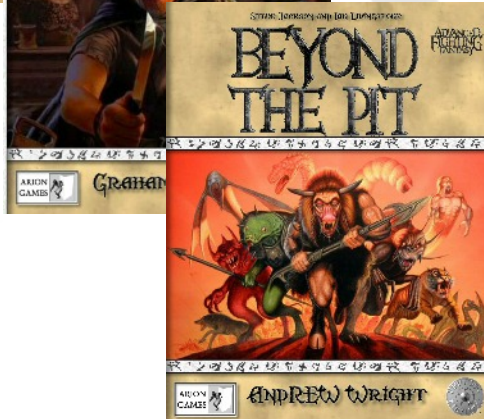 Steve Jackson and Ian Livingstone's
BEYOND
THE PIT
ADVANCED
FIGHTING
FANTASY
ARION
GAMES
GRAHAM
ARION
GAMES
ANDREW WRIGHT